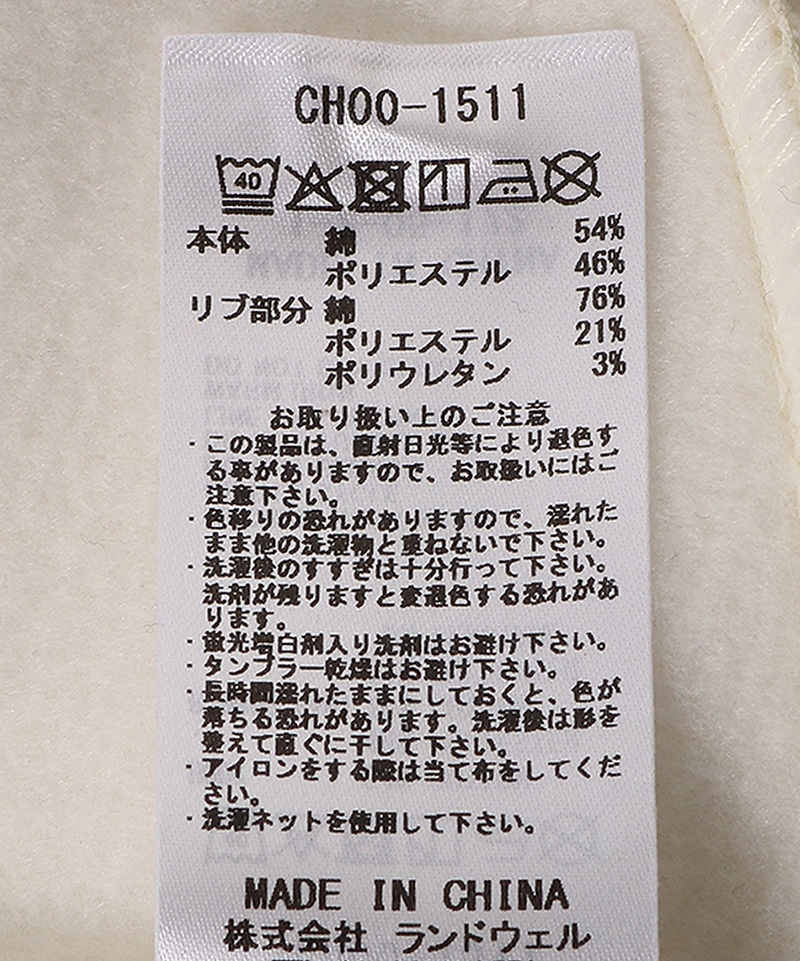 CH00-1511
40
本体 綿 54%
ポリエステル 46%
リブ部分 綿 76%
ポリエステル 21%
ポリウレタン 3%
お取り扱い上のご注意
・この製品は、直射日光等により退色す
る事がありますので、お取扱いにはご
注意下さい。
・色移りの恐れがありますので、濡れた
まま他の洗濯物と重ねないで下さい。
・洗濯後のすすぎは十分行って下さい。
洗剤が残りますと変退色する恐れがあ
ります。
・蛍光増白剤入り洗剤はお避け下さい。
・タンブラー乾燥はお避け下さい。
・長時間濡れたままにしておくと、色が
落ちる恐れがあります。洗濯後は形を
整えて直ぐに干して下さい。
・アイロンをする際は当て布をしてくだ
さい。
・洗濯ネットを使用して下さい。
MADE IN CHINA
株式会社 ランドウェル